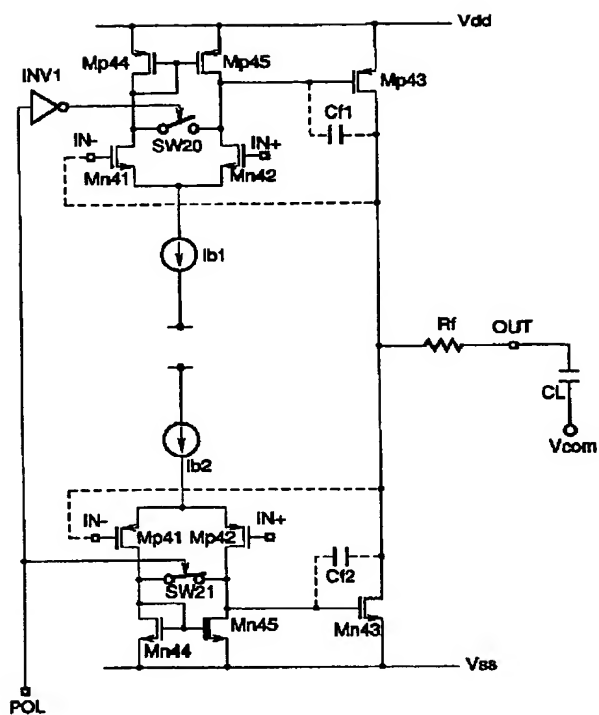 Vdd
Mp44
Mp45
Mp43
INV1
Cf1
SW20
IN-
IN+
Mn41
Mn42
Ib1
Rf
OUT
CL
Vcom
Ib2
IN-
IN+
Mp41
Mp42
SW21
Cf2
Mn45
Mn43
Mn44
Vss
POL